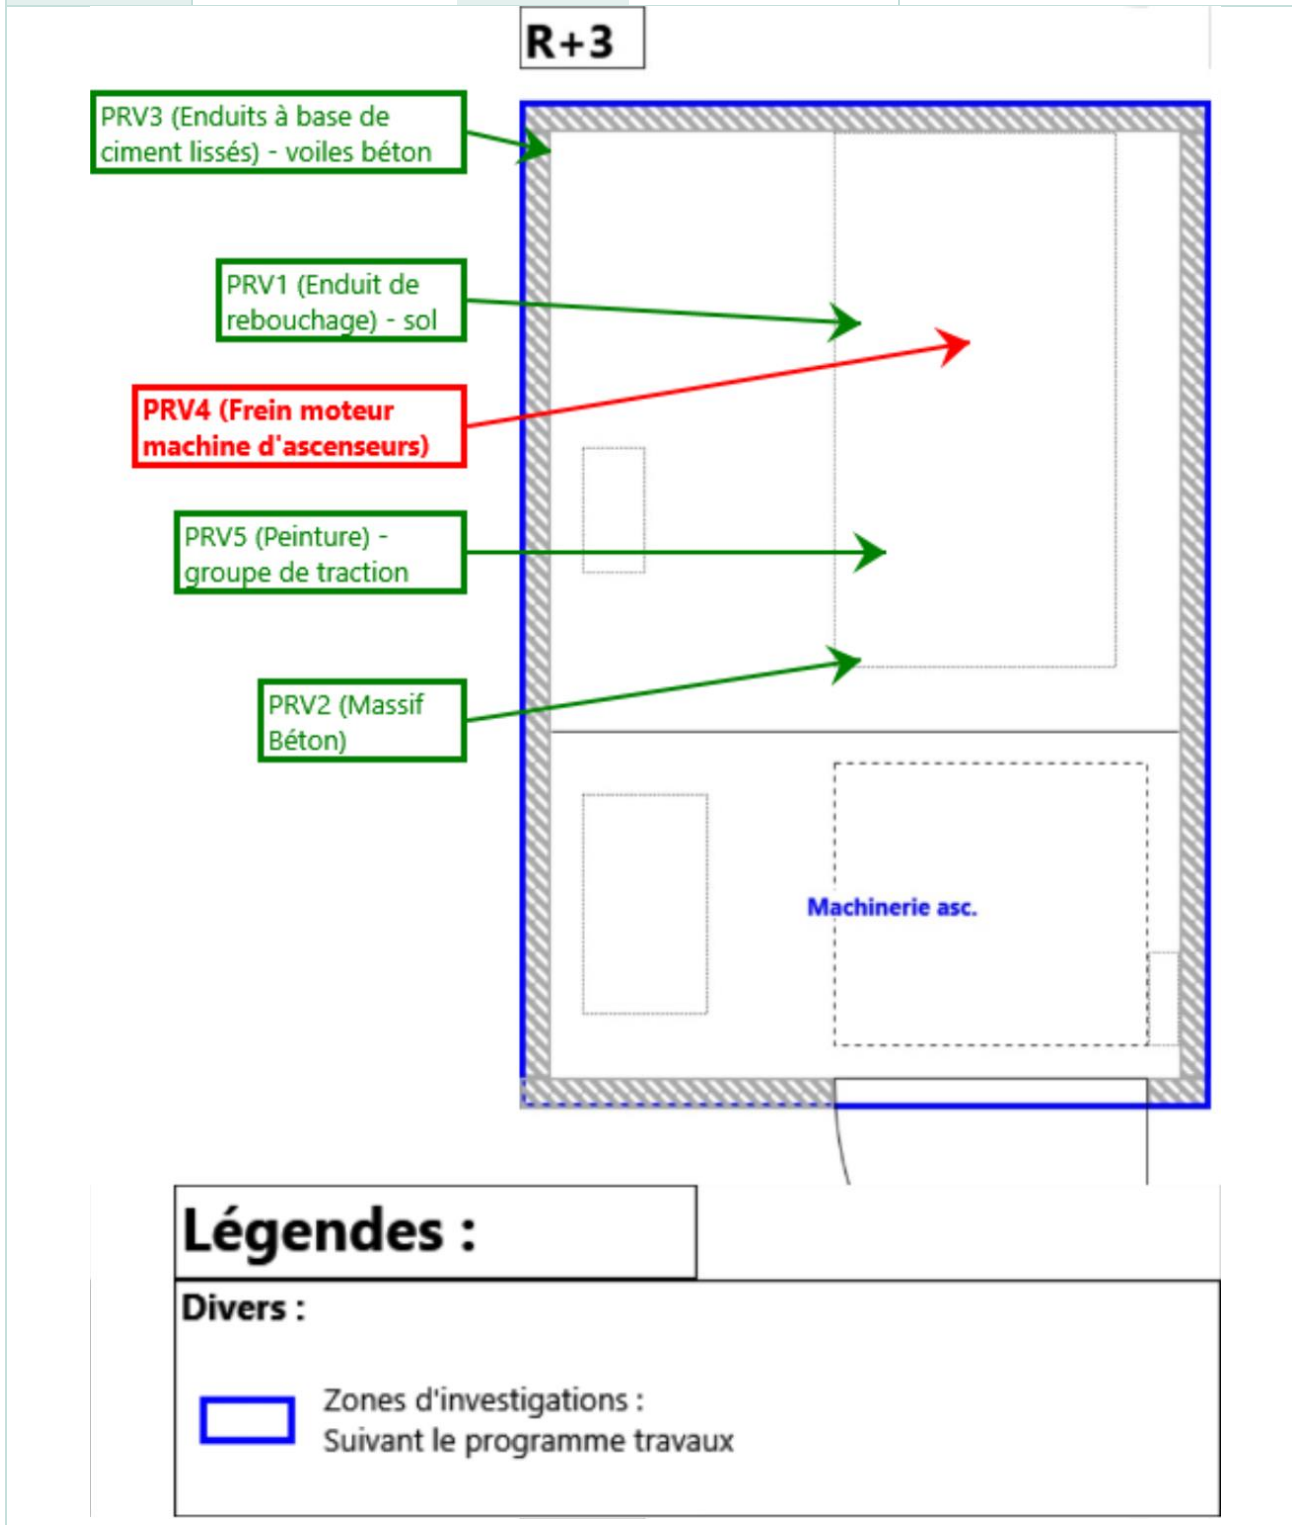 R+3
PRV3 (Enduits à base de
ciment lissés) - voiles béton
PRV1 (Enduit de
rebouchage) - sol
PRV4 (Frein moteur
machine d'ascenseurs)
PRV5 (Peinture) -
groupe de traction
PRV2 (Massif
Béton)
Machinerie asc.
Légendes :
Divers :
Zones d'investigations :
Suivant le programme travaux